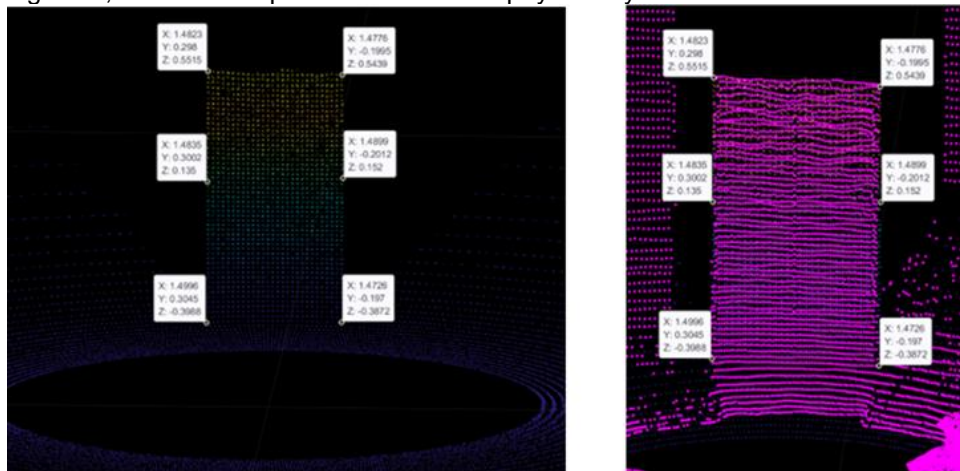 X: 1.4823
Y: 0.298
Z: 0.5515
X: 1.4776
Y: -0.1995
Z: 0.5439
X: 1.4835
Y: 0.3002
Z: 0.135
X: 1.4899
Y: -0.2012
Z: 0.152
X: 1.4996
Y: 0.3045
Z: -0.3988
X: 1.4726
Y: -0.197
Z: -0.3872
X: 1.4823
Y: 0.298
Z: 0.5515
X: 1.4776
Y: -0.1995
Z: 0.5439
X: 1.4835
Y: 0.3002
Z: 0.135
X: 1.4899
Y: -0.2012
Z: 0.152
X: 1.4996
Y: 0.3045
Z: -0.3988
X: 1.4726
Y: -0.197
Z: -0.3872